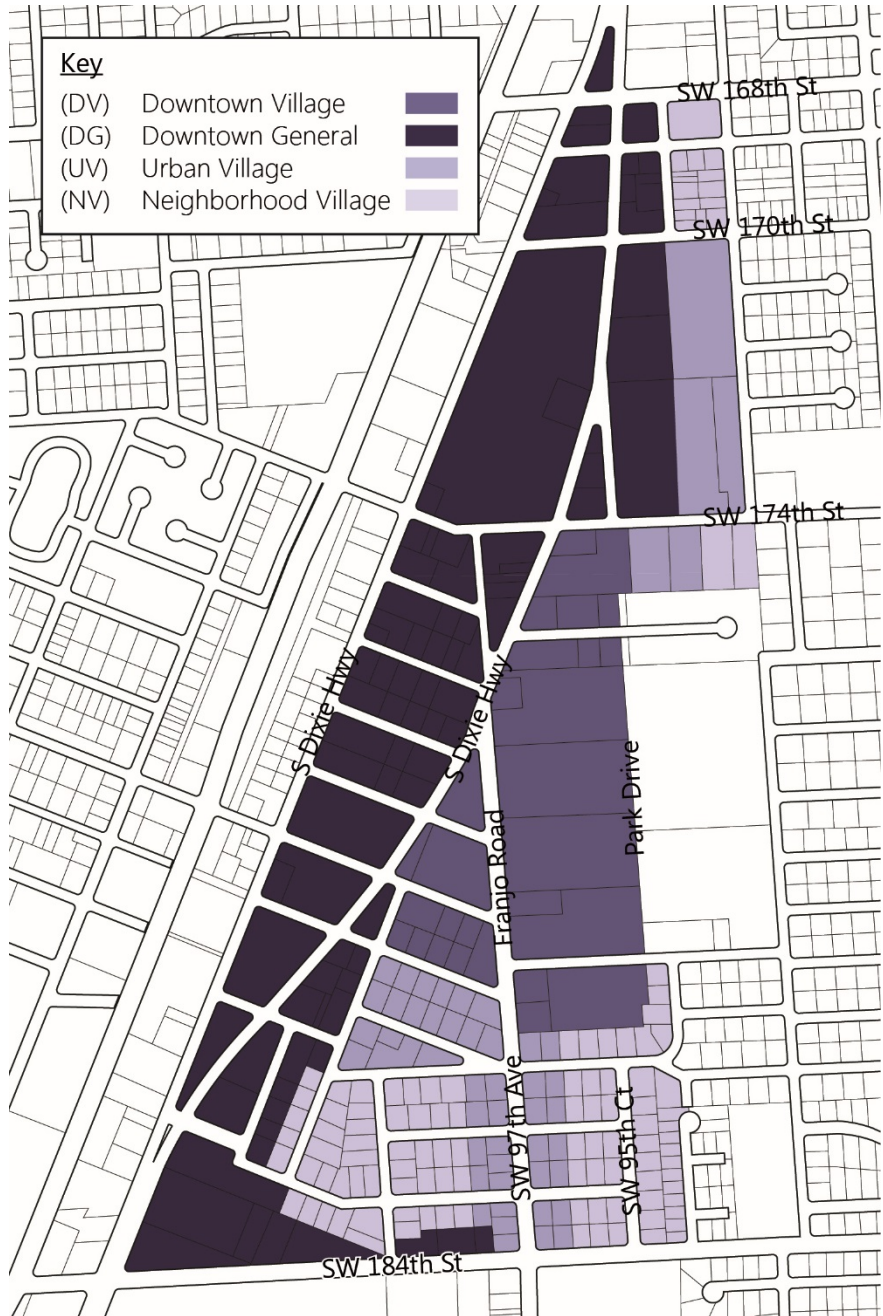 Key
(DV) Downtown Village
(DG) Downtown General
(UV) Urban Village
(NV) Neighborhood Village
SW 168th St
SW 170th St
SW 174th St
S Dixie Hwy
S Dixie Hwy
Park Drive
Franjo Road
SW 97th Ave
SW 95th Ct
SW 184th St